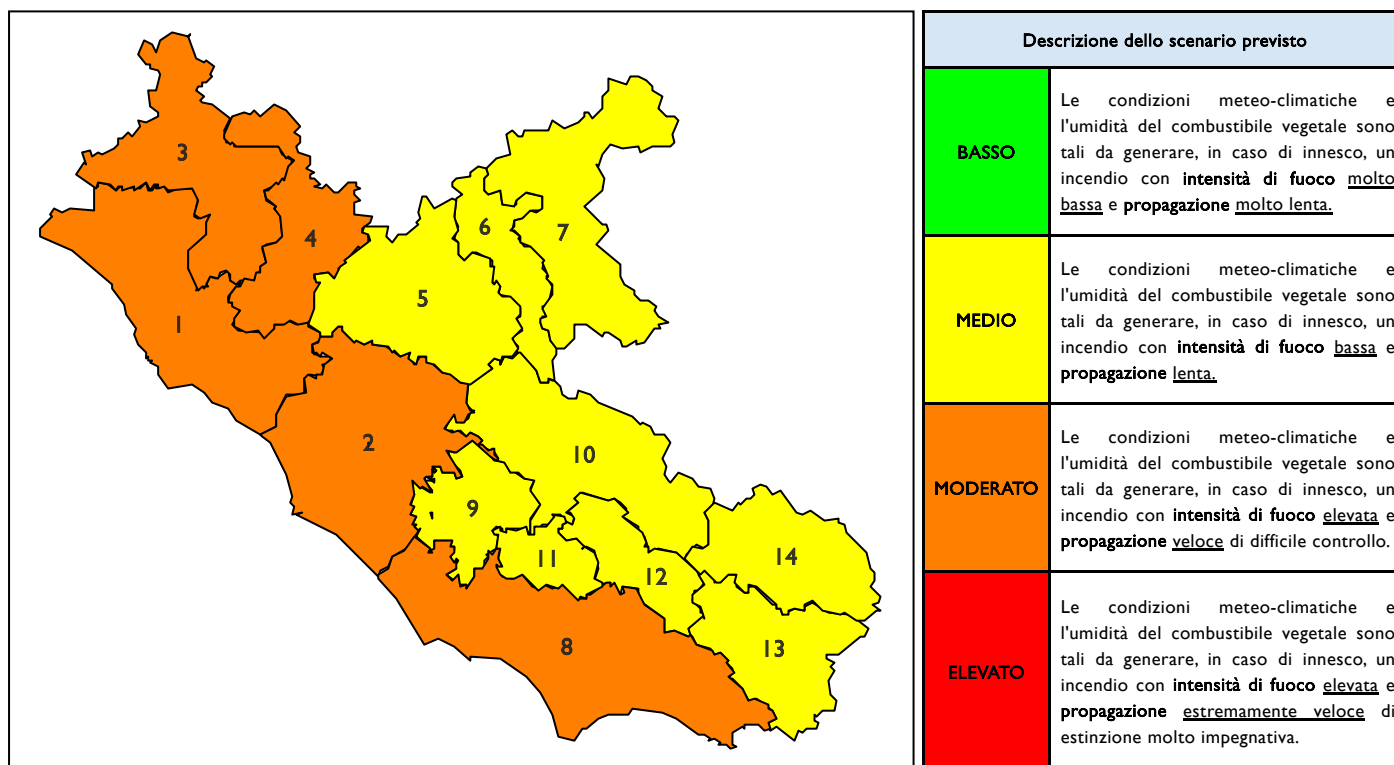 3
4
6
7
5
1
2
10
9
11
12
14
8
13
Descrizione dello scenario previsto
BASSO
Le condizioni meteo-climatiche e
l'umidità del combustibile vegetale sono
tali da generare, in caso di innesco, un
incendio con intensità di fuoco molto
bassa e propagazione molto lenta.
MEDIO
Le condizioni meteo-climatiche e
l'umidità del combustibile vegetale sono
tali da generare, in caso di innesco, un
incendio con intensità di fuoco bassa e
propagazione lenta.
MODERATO
Le condizioni meteo-climatiche e
l'umidità del combustibile vegetale sono
tali da generare, in caso di innesco, un
incendio con intensità di fuoco elevata e
propagazione veloce di difficile controllo.
ELEVATO
Le condizioni meteo-climatiche e
l'umidità del combustibile vegetale sono
tali da generare, in caso di innesco, un
incendio con intensità di fuoco elevata e
propagazione estremamente veloce di
estinzione molto impegnativa.